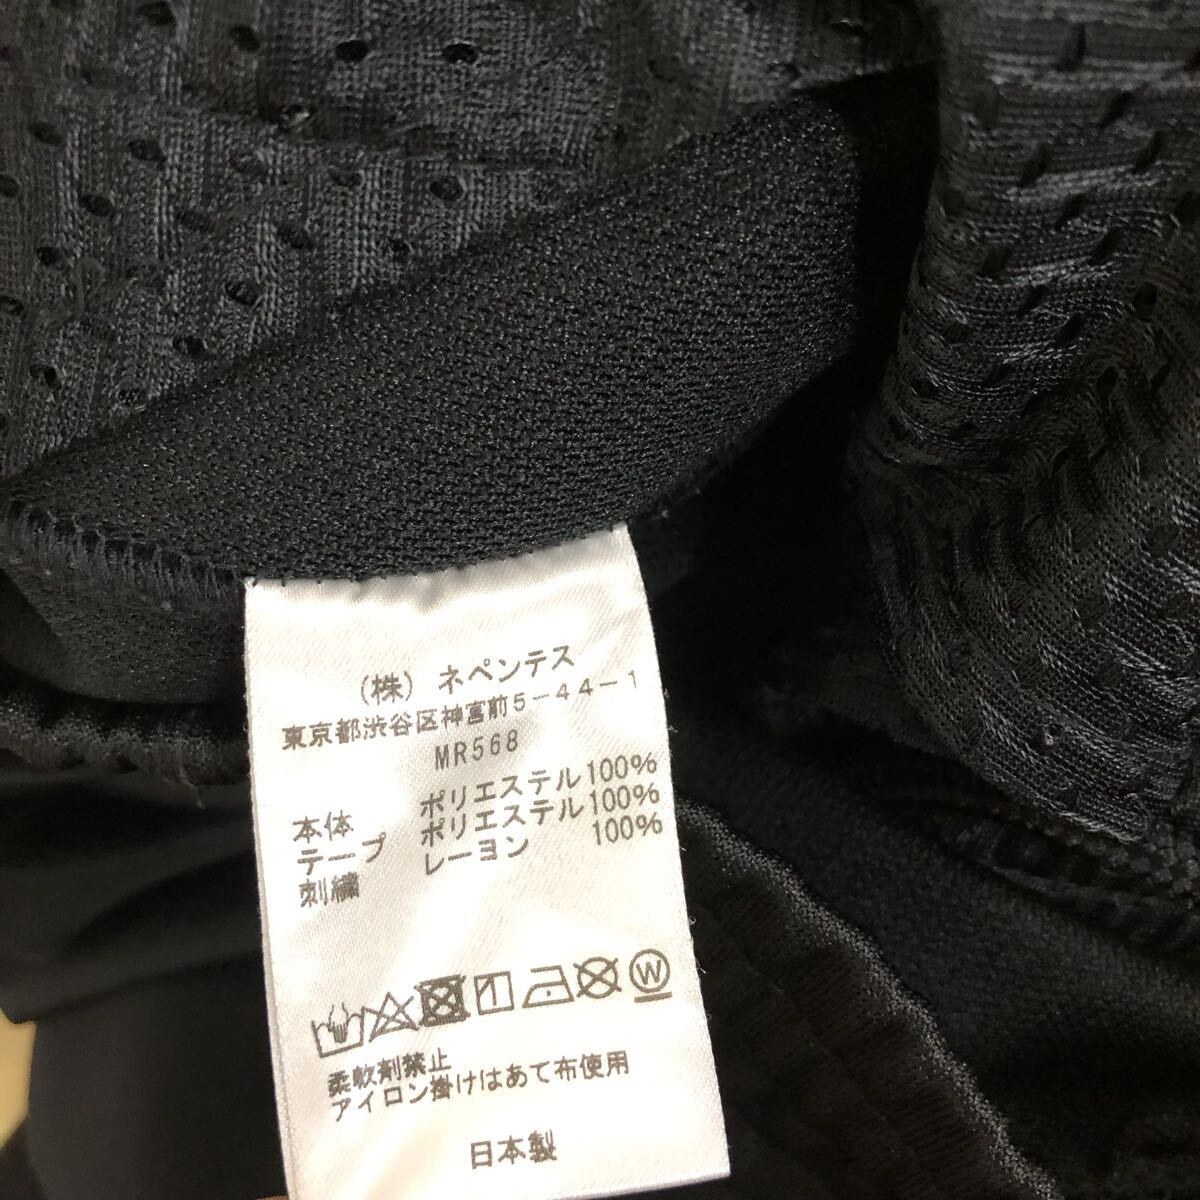 (株) ネペンテス
東京都渋谷区神宮前5-44-1
MR568
本体 ポリエステル100%
テープ ポリエステル100%
刺繍 レーヨン 100%
W
柔軟剤禁止
アイロン掛けはあて布使用
日本製